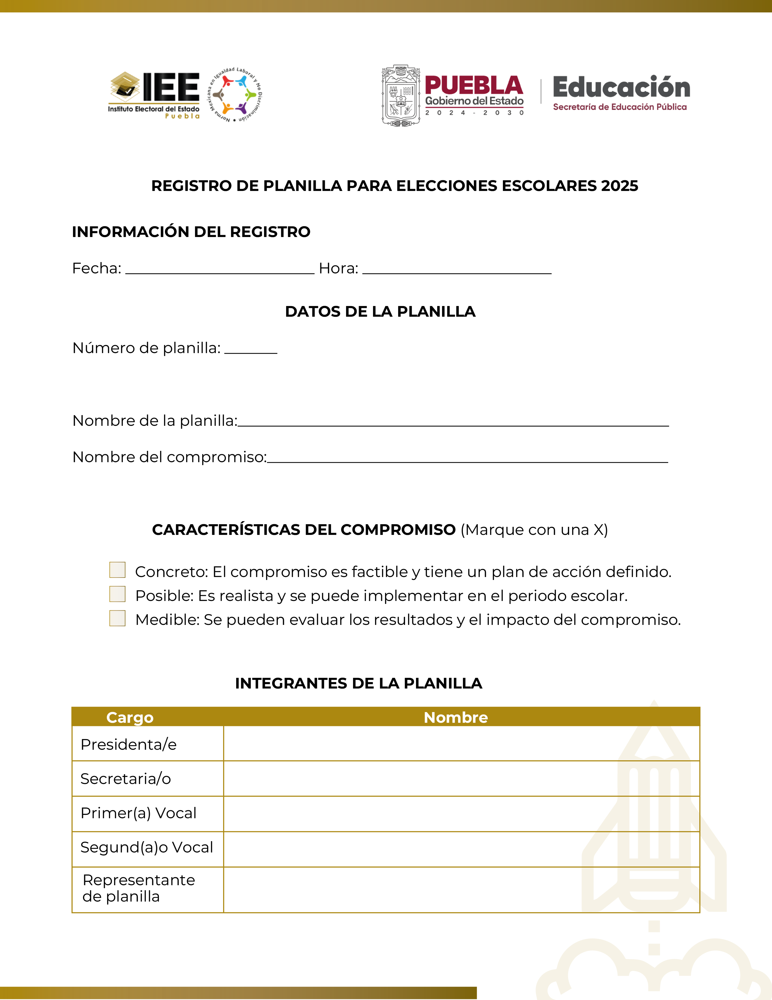 IEE
Instituto Electoral del Estado
Puebla
Norma Mexicana en Igualdad Laboral y No Discriminación •
PUEBLA
Gobierno del Estado
2024-2030
Educación
Secretaría de Educación Pública
REGISTRO DE PLANILLA PARA ELECCIONES ESCOLARES 2025
INFORMACIÓN DEL REGISTRO
Fecha: _________________________ Hora: _________________________
DATOS DE LA PLANILLA
Número de planilla: _______
Nombre de la planilla:_________________________________________________________
Nombre del compromiso:_____________________________________________________
CARACTERÍSTICAS DEL COMPROMISO (Marque con una X)
Concreto: El compromiso es factible y tiene un plan de acción definido.
Posible: Es realista y se puede implementar en el periodo escolar.
Medible: Se pueden evaluar los resultados y el impacto del compromiso.
INTEGRANTES DE LA PLANILLA
Cargo Nombre
Presidenta/e
Secretaria/o
Primer(a) Vocal
Segund(a)o Vocal
Representante
de planilla